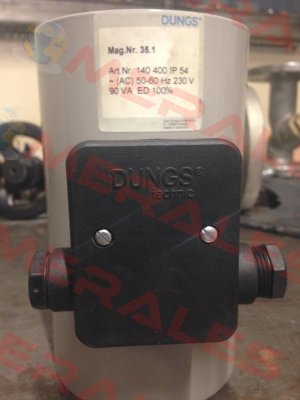 DUNGS®
Mag.Nr. 35.1
Art Nr. 140 400 IP 54
~ (AC) 50-60 Hz 230 V
90 VA ED 100%
DUNGS®
technic
MERALES